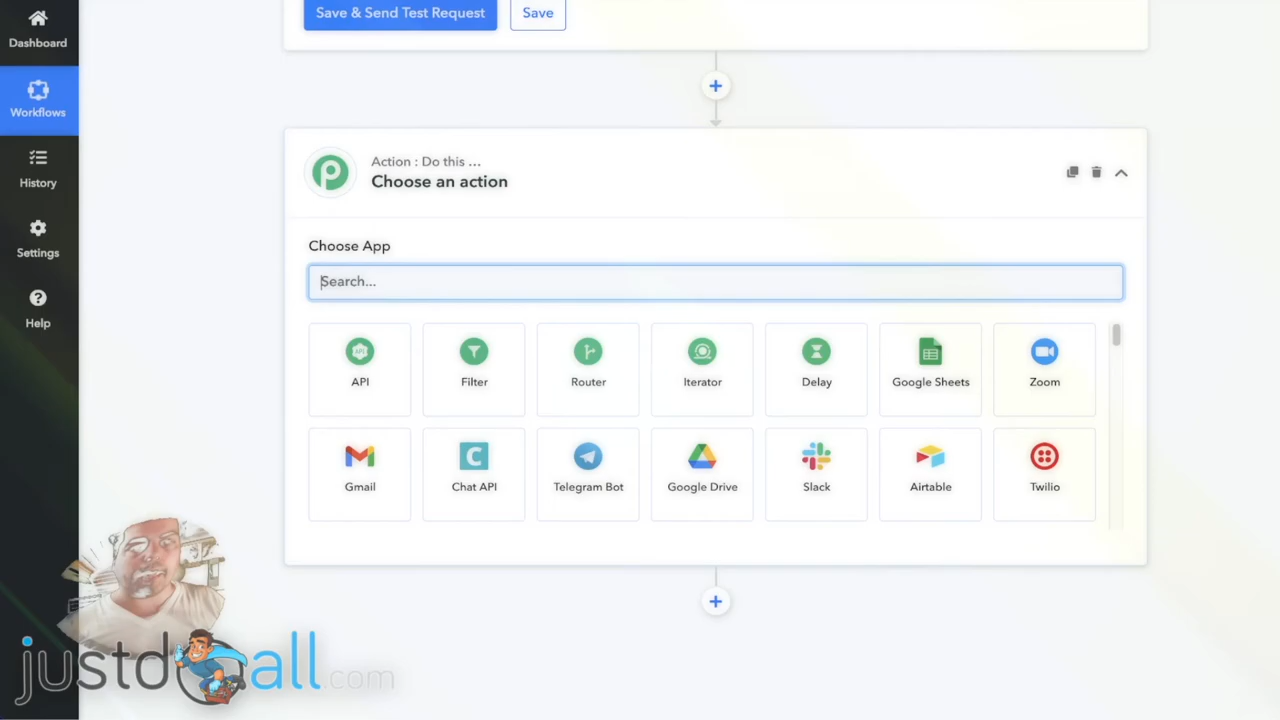 Save & Send Test Request
Save
Dashboard
Workflows
History
Settings
Help
Action : Do this ...
Choose an action
Choose App
Search...
API
Filter
Router
Iterator
Delay
Google Sheets
Zoom
Gmail
Chat API
Telegram Bot
Google Drive
Slack
Airtable
Twilio
justdoall.com